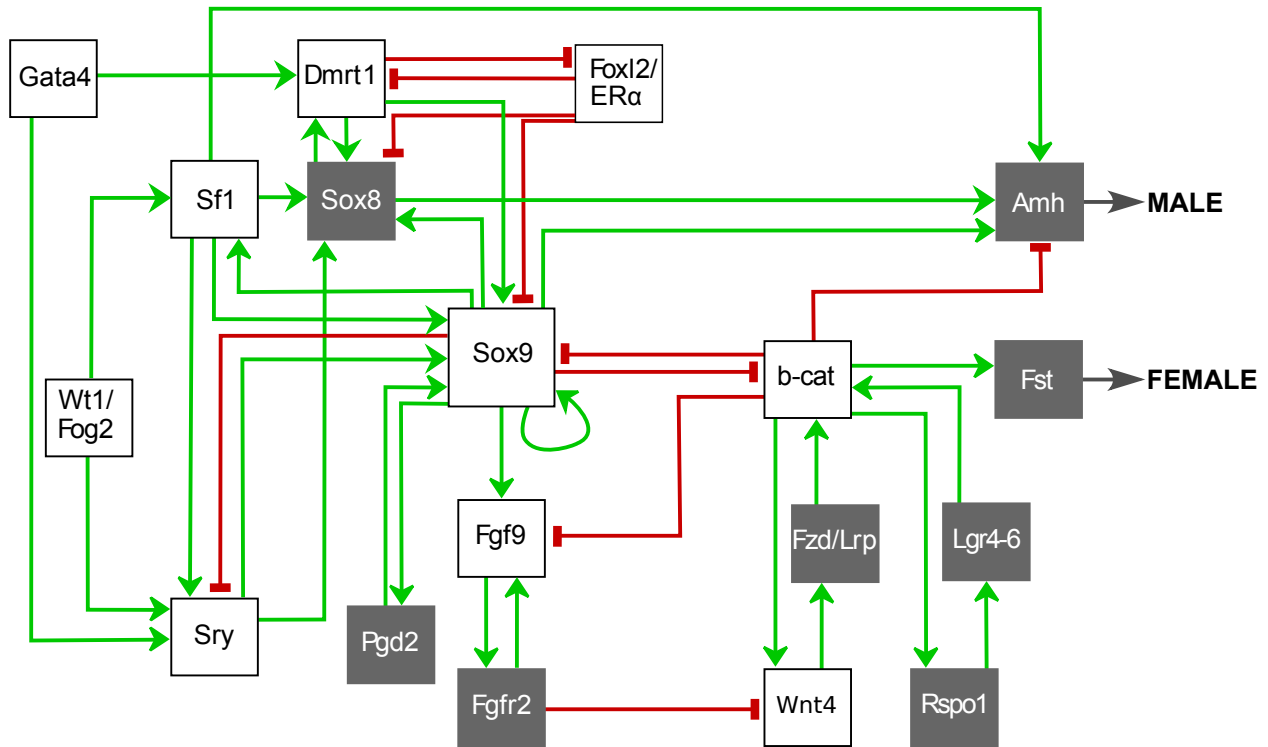 Gata4
Dmrt1
Foxl2/
ERα
Sf1
Sox8
Amh
MALE
Sox9
b-cat
Fst
FEMALE
Wt1/
Fog2
Fgf9
Fzd/Lrp
Lgr4-6
Sry
Pgd2
Fgfr2
Wnt4
Rspo1